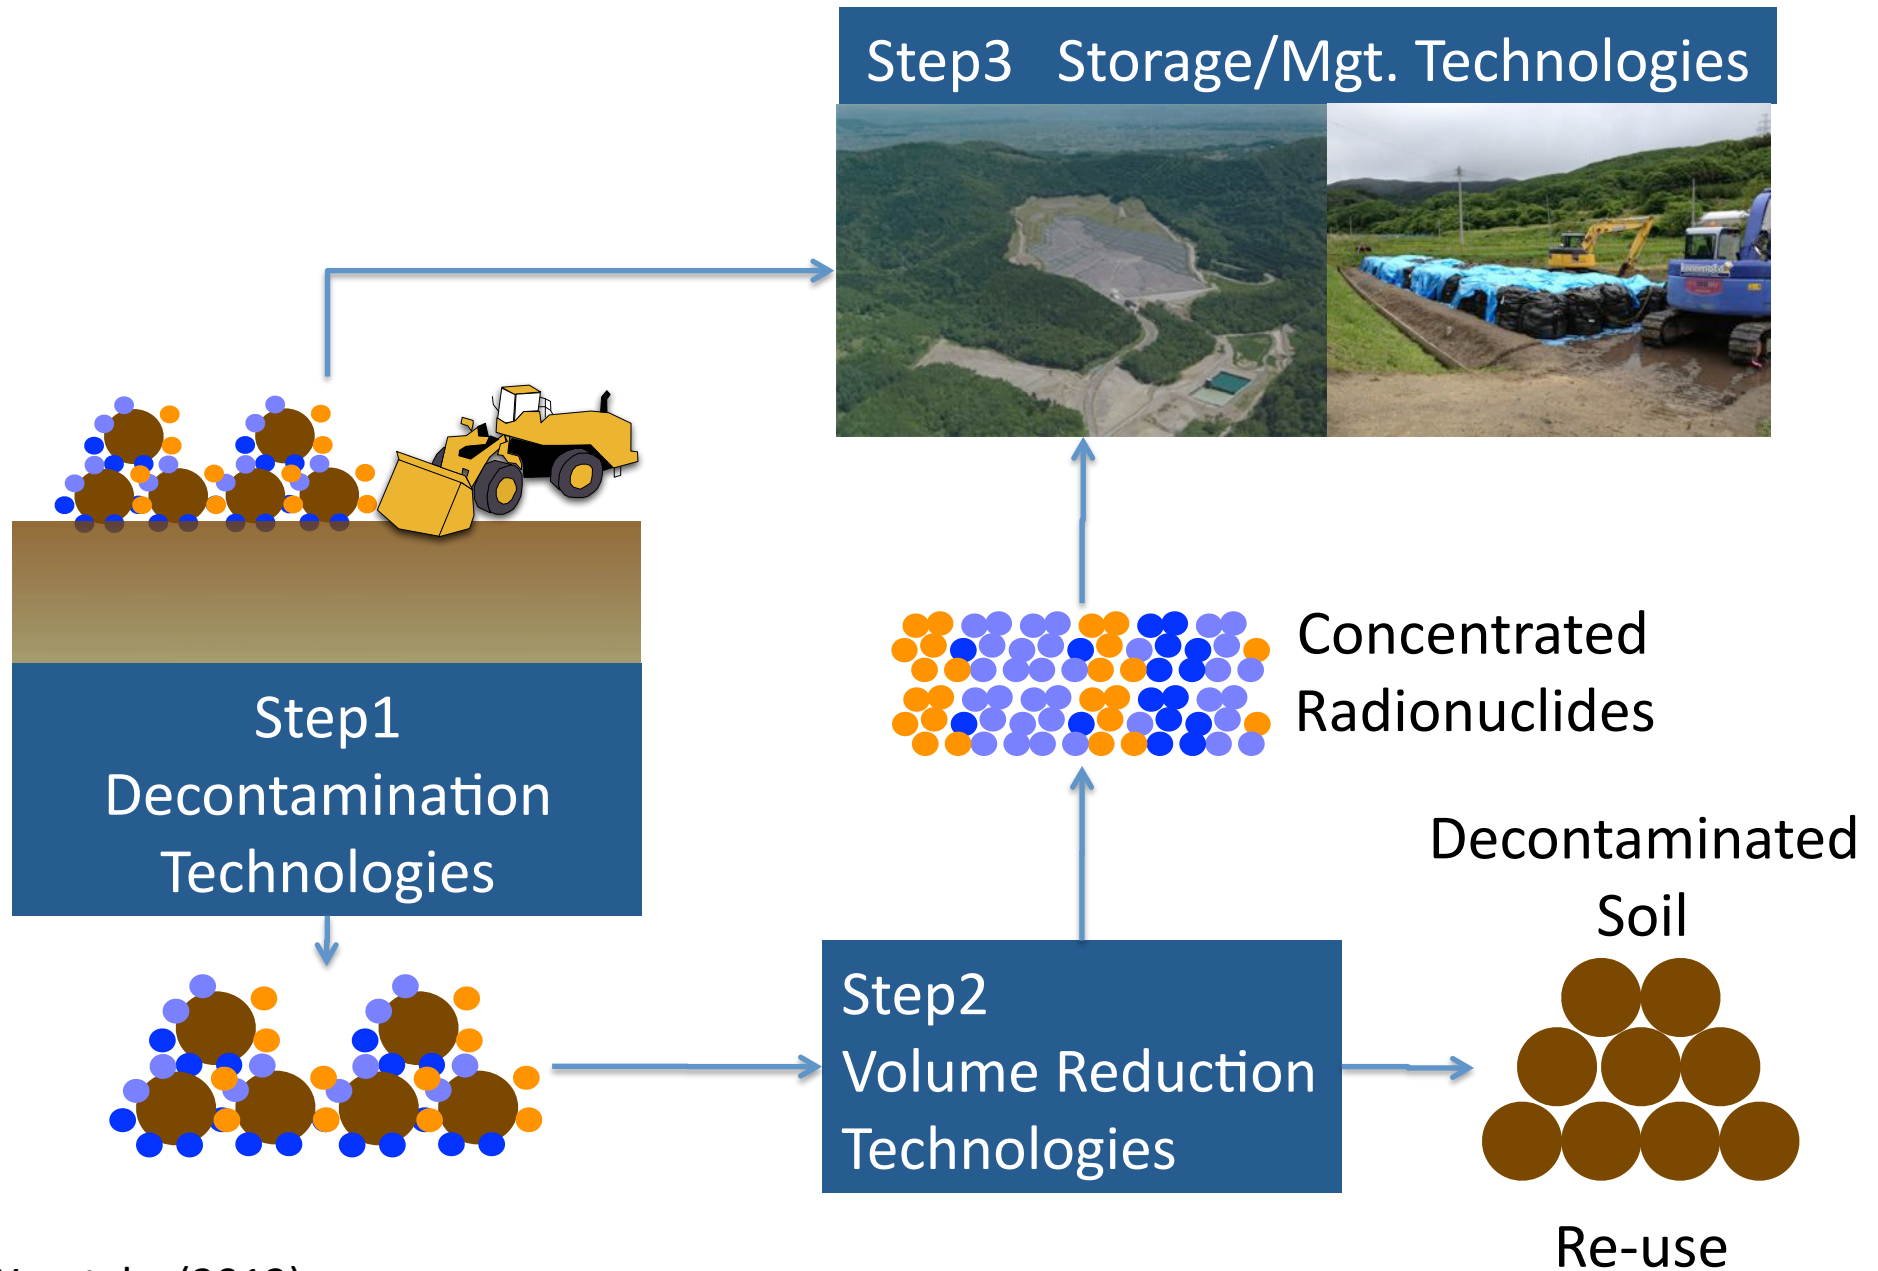 Step3 Storage/Mgt. Technologies
Step1
Decontamination
Technologies
Concentrated
Radionuclides
Decontaminated
Soil
Step2
Volume Reduction
Technologies
Re-use